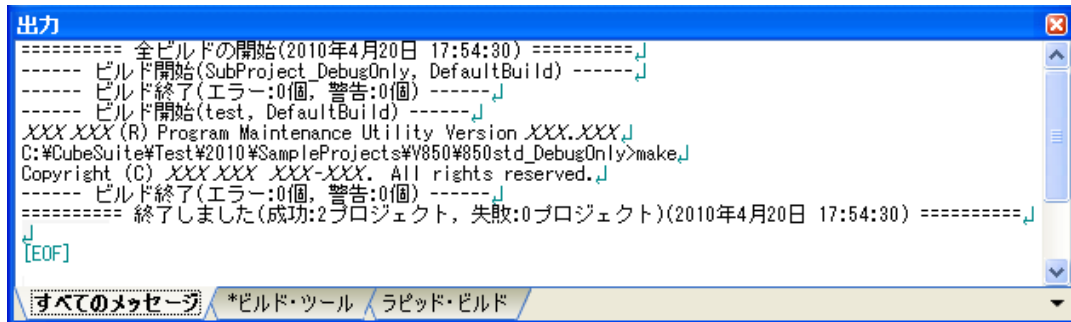 出力
========== 全ビルドの開始(2010年4月20日 17:54:30) ==========↓
------ ビルド開始(SubProject_DebugOnly, DefaultBuild) ------↓
------ ビルド終了(エラー:0個, 警告:0個) ------↓
------ ビルド開始(test, DefaultBuild) ------↓
XXX XXX (R) Program Maintenance Utility Version XXX.XXX↓
C:¥CubeSuite¥Test¥2010¥SampleProjects¥V850¥850std_DebugOnly>make↓
Copyright (C) XXX XXX XXX-XXX. All rights reserved.↓
------ ビルド終了(エラー:0個, 警告:0個) ------↓
========== 終了しました(成功:2プロジェクト, 失敗:0プロジェクト)(2010年4月20日 17:54:30) ==========↓
↓
[EOF]
すべてのメッセージ *ビルド・ツール ラピッド・ビルド